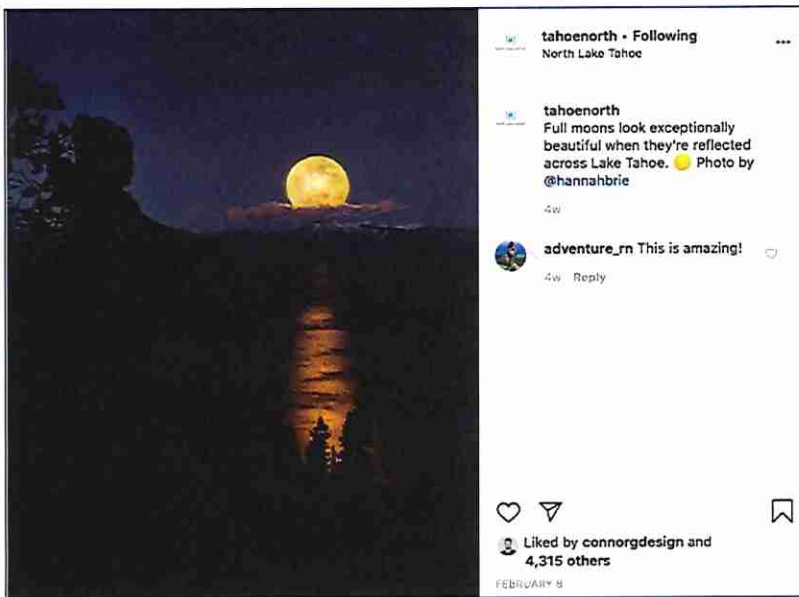 tahoenorth • Following
North Lake Tahoe
•••
tahoenorth
Full moons look exceptionally
beautiful when they're reflected
across Lake Tahoe. 🟡 Photo by
@hannahbrie
4w
adventure_rn This is amazing!
4w Reply
Liked by connorgdesign and
4,315 others
FEBRUARY 8